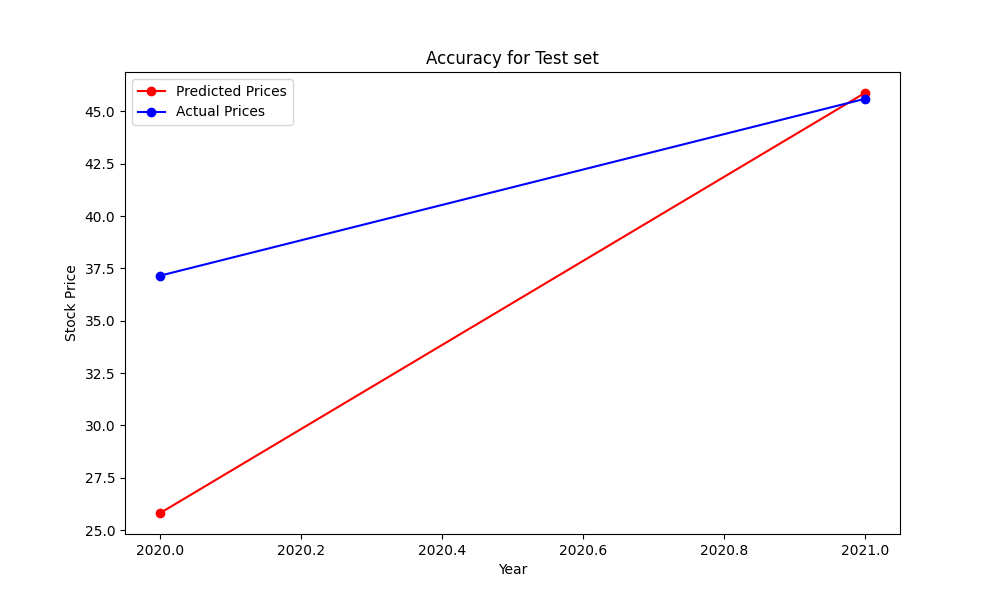 Accuracy for Test set
Predicted Prices
Actual Prices
Stock Price
45.0
42.5
40.0
37.5
35.0
32.5
30.0
27.5
25.0
2020.0 2020.2 2020.4 2020.6 2020.8 2021.0
Year